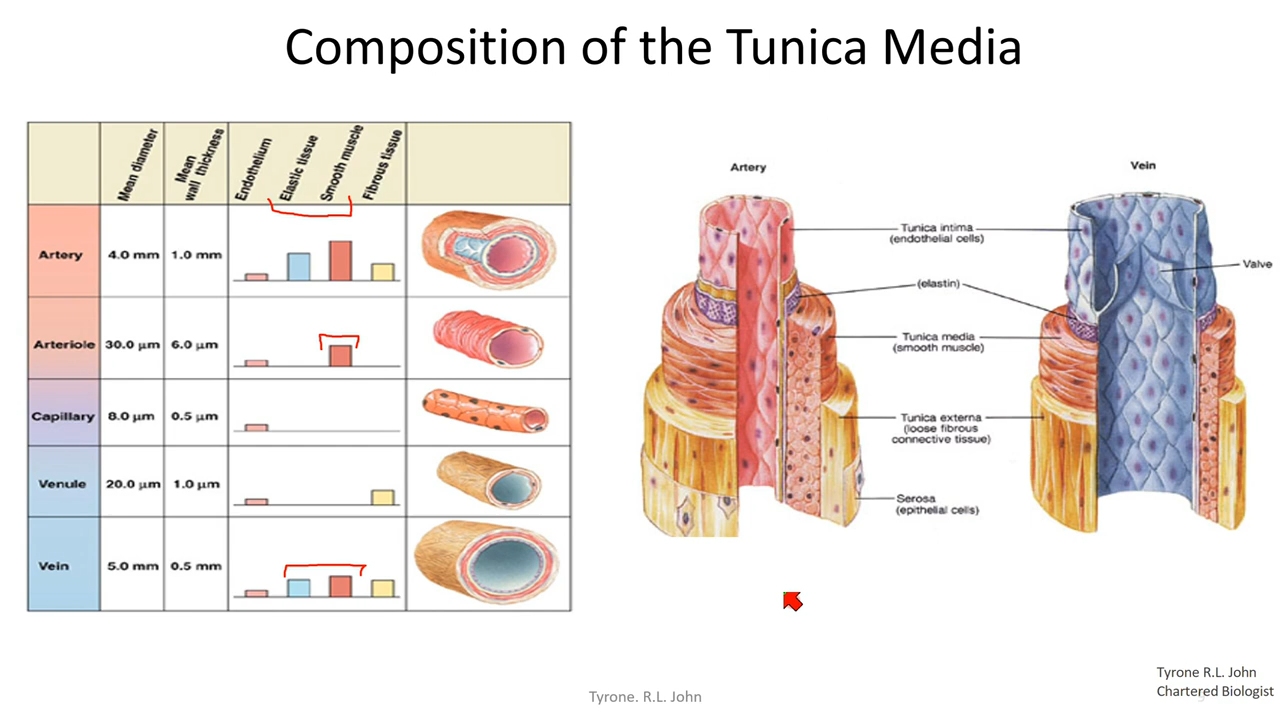 Composition of the Tunica Media
Mean diameter
Mean
wall thickness
Endothelium
Elastic tissue
Smooth muscle
Fibrous tissue
Artery
4.0 mm
1.0 mm
Arteriole
30.0 µm
6.0 µm
Capillary
8.0 µm
0.5 µm
Venule
20.0 µm
1.0 µm
Vein
5.0 mm
0.5 mm
Artery
Vein
Tunica intima
(endothelial cells)
Valve
(elastin)
Tunica media
(smooth muscle)
Tunica externa
(loose fibrous
connective tissue)
Serosa
(epithelial cells)
Tyrone. R.L. John
Tyrone R.L. John
Chartered Biologist